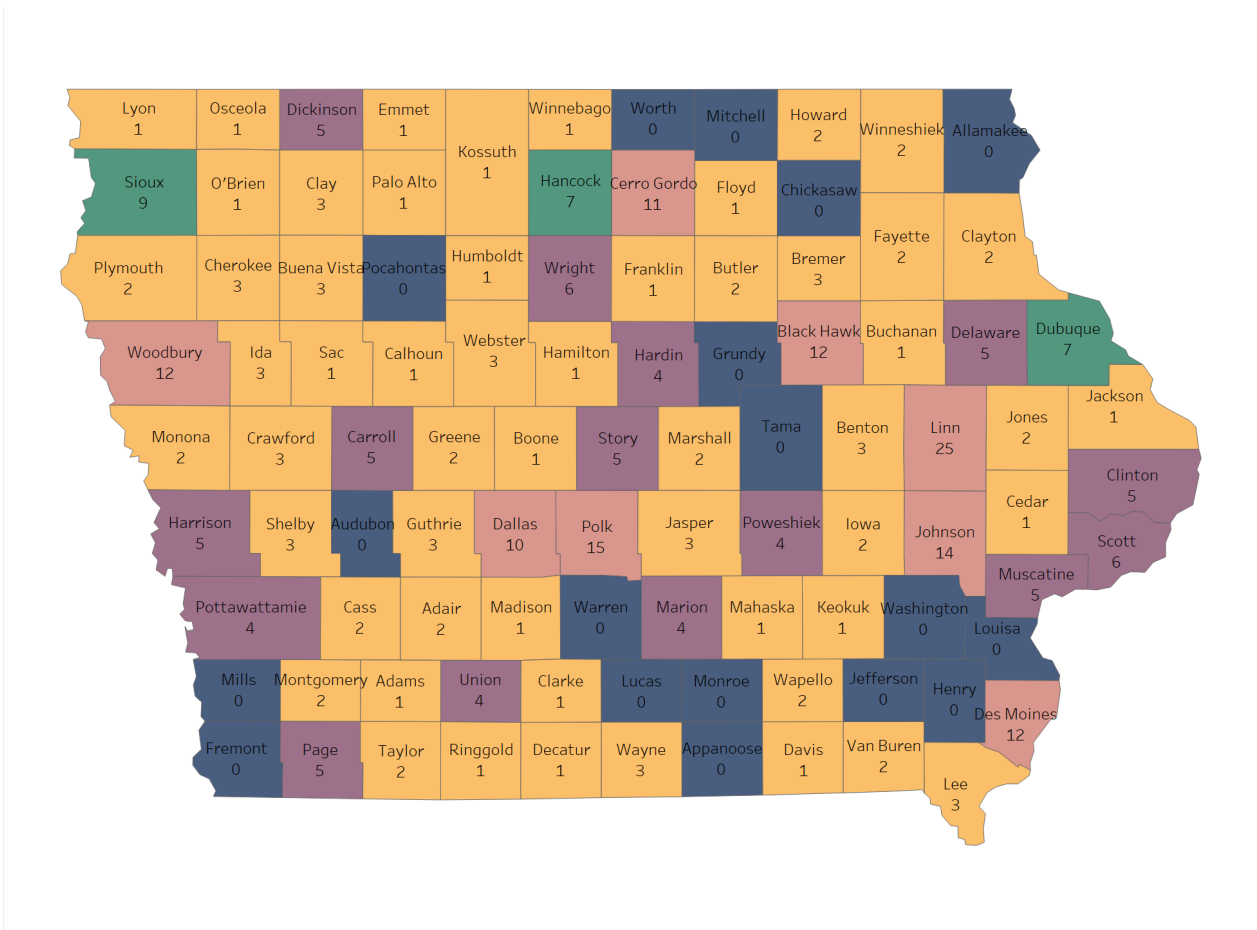 Lyon
1
Osceola
1
Dickinson
5
Emmet
1
Kossuth
1
Winnebago
1
Worth
0
Mitchell
0
Howard
2
Winneshiek
2
Allamakee
0
Sioux
9
O'Brien
1
Clay
3
Palo Alto
1
Hancock
7
Cerro Gordo
11
Floyd
1
Chickasaw
0
Fayette
2
Clayton
2
Plymouth
2
Cherokee
3
Buena Vista
3
Pocahontas
0
Humboldt
1
Wright
6
Franklin
1
Butler
2
Bremer
3
Woodbury
12
Ida
3
Sac
1
Calhoun
1
Webster
3
Hamilton
1
Hardin
4
Grundy
0
Black Hawk
12
Buchanan
1
Delaware
5
Dubuque
7
Monona
2
Crawford
3
Carroll
5
Greene
2
Boone
1
Story
5
Marshall
2
Tama
0
Benton
3
Linn
25
Jones
2
Jackson
1
Clinton
5
Harrison
5
Shelby
3
Audubon
0
Guthrie
3
Dallas
10
Polk
15
Jasper
3
Poweshiek
4
Iowa
2
Johnson
14
Cedar
1
Scott
6
Muscatine
5
Pottawattamie
4
Cass
2
Adair
2
Madison
1
Warren
0
Marion
4
Mahaska
1
Keokuk
1
Washington
0
Louisa
0
Mills
0
Montgomery
2
Adams
1
Union
4
Clarke
1
Lucas
0
Monroe
0
Wapello
2
Jefferson
0
Henry
0
Des Moines
12
Fremont
0
Page
5
Taylor
2
Ringgold
1
Decatur
1
Wayne
3
Appanoose
0
Davis
1
Van Buren
2
Lee
3